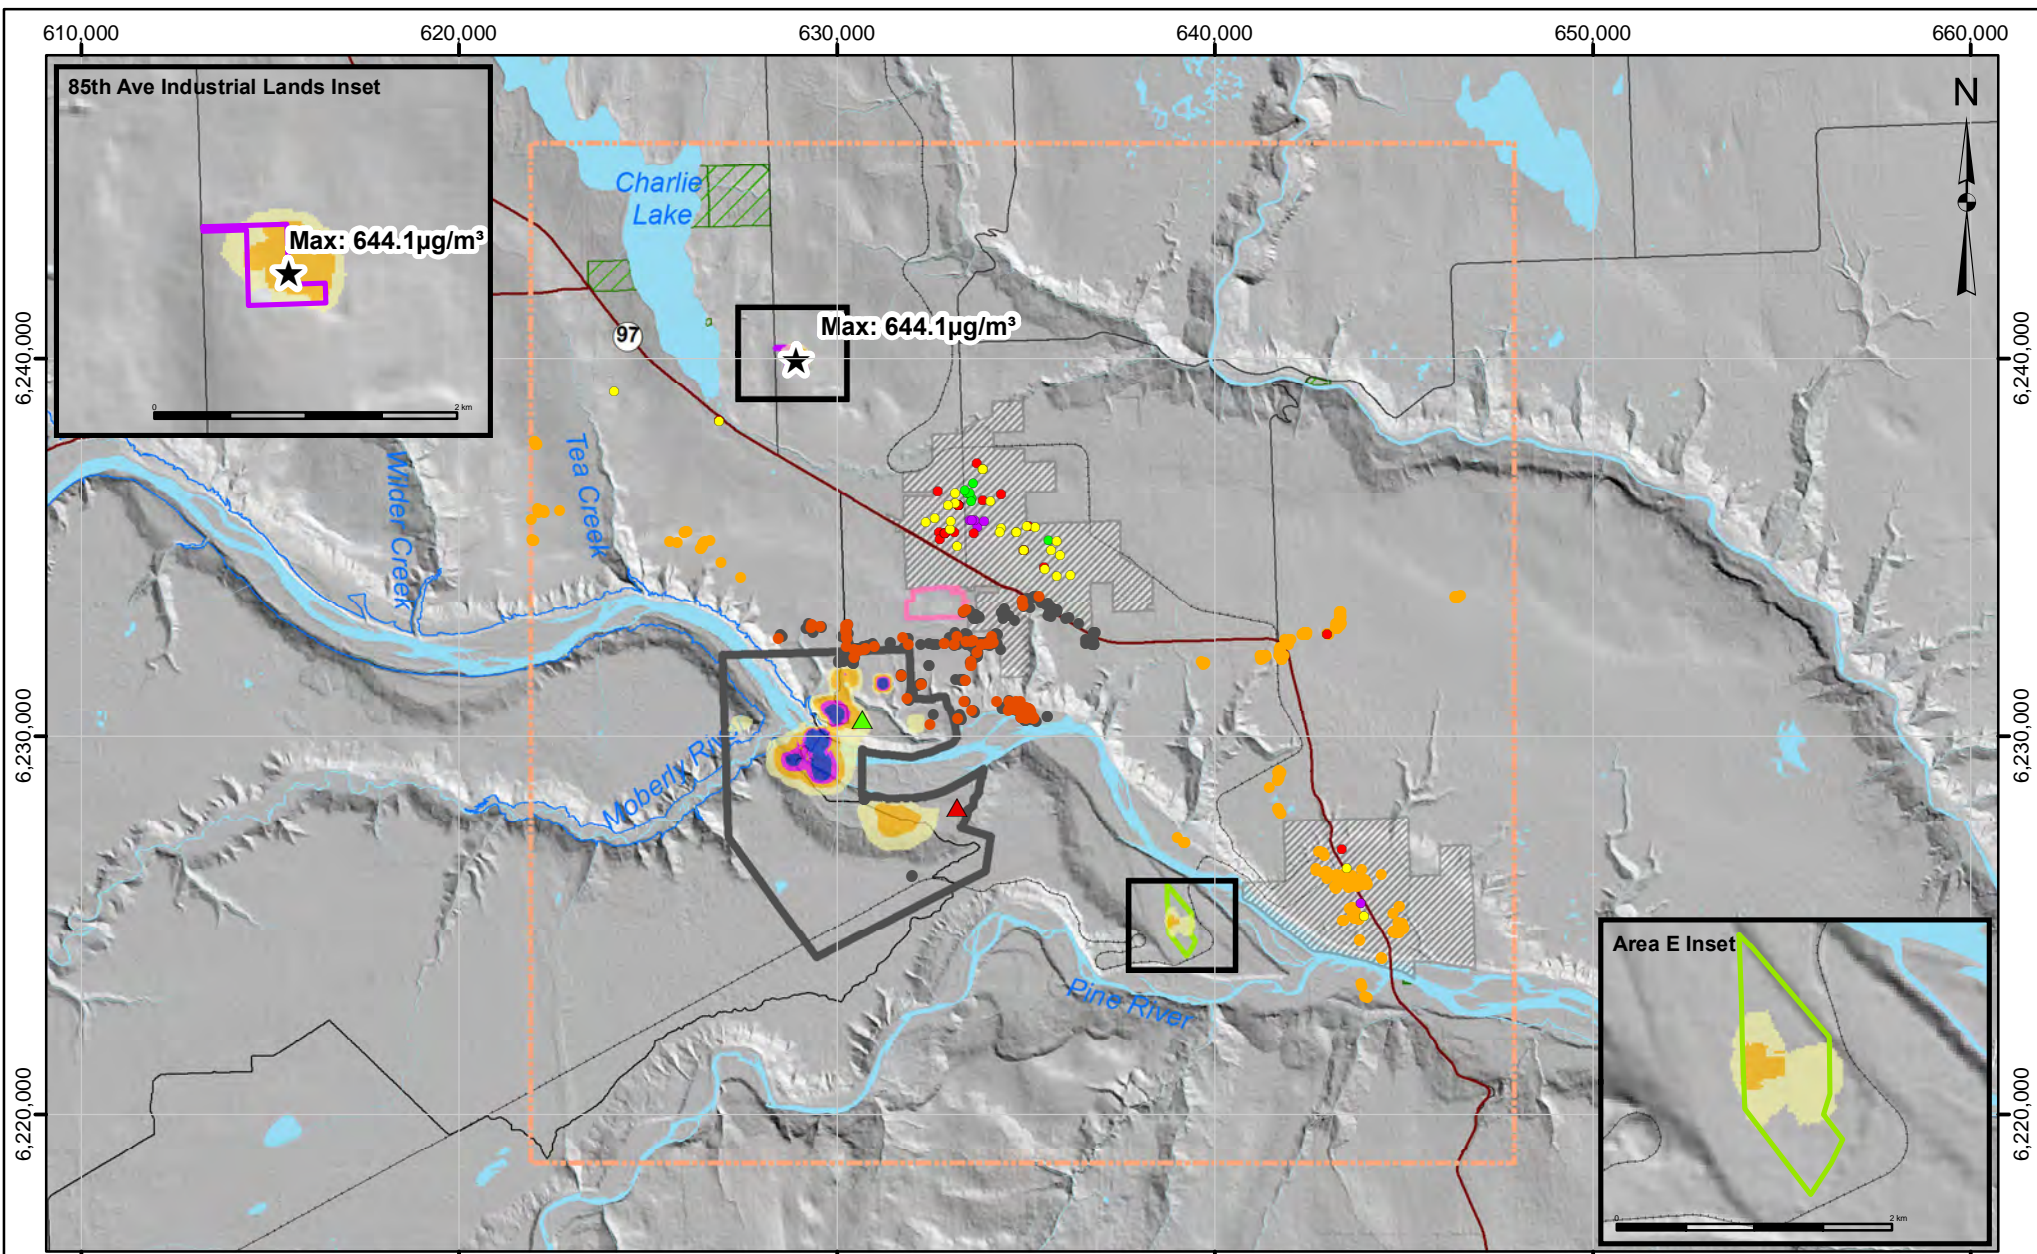 610,000
620,000
630,000
640,000
650,000
660,000
85th Ave Industrial Lands Inset
Max: 644.1µg/m³
0
2 km
N
Charlie
Lake
97
Max: 644.1µg/m³
6,240,000
6,240,000
Wilder Creek
Tea Creek
6,230,000
6,230,000
Moberly River
Pine River
Area E Inset
0
2 km
6,220,000
6,220,000